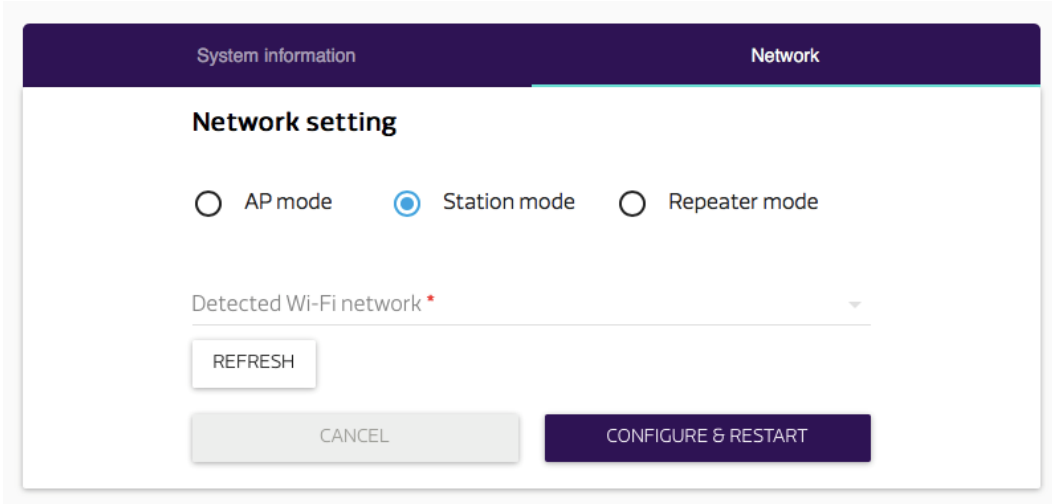 System information Network
Network setting
AP mode Station mode Repeater mode
Detected Wi-Fi network *
REFRESH
CANCEL CONFIGURE & RESTART